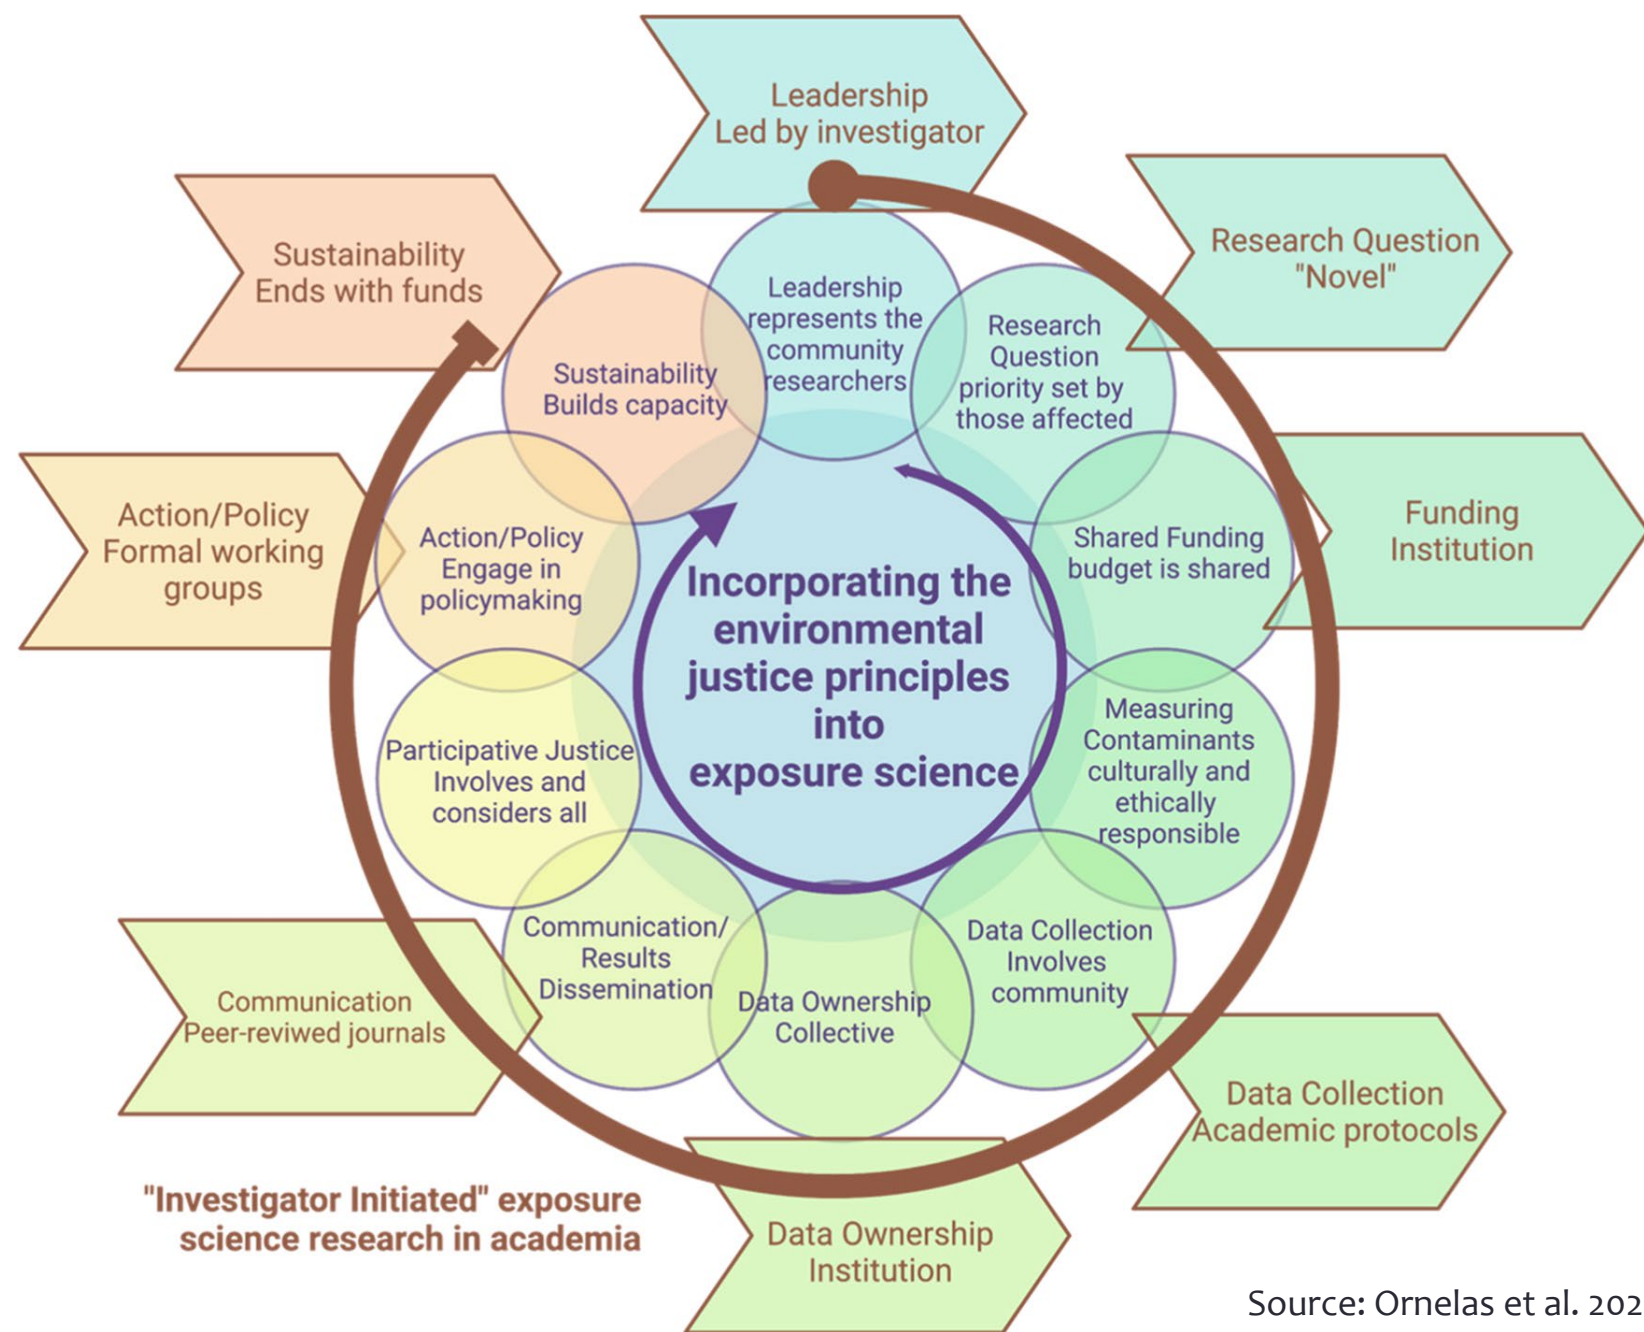 Leadership
Led by investigator
Research Question
"Novel"
Funding
Institution
Data Collection
Academic protocols
Data Ownership
Institution
Communication
Peer-reviwed journals
Action/Policy
Formal working
groups
Sustainability
Ends with funds
Leadership
represents the
community
researchers
Research
Question
priority set by
those affected
Shared Funding
budget is shared
Measuring
Contaminants
culturally and
ethically
responsible
Data Collection
Involves
community
Data Ownership
Collective
Communication/
Results
Dissemination
Participative Justice
Involves and
considers all
Action/Policy
Engage in
policymaking
Sustainability
Builds capacity
Incorporating the
environmental
justice principles
into
exposure science
"Investigator Initiated" exposure
science research in academia
Source: Ornelas et al. 202